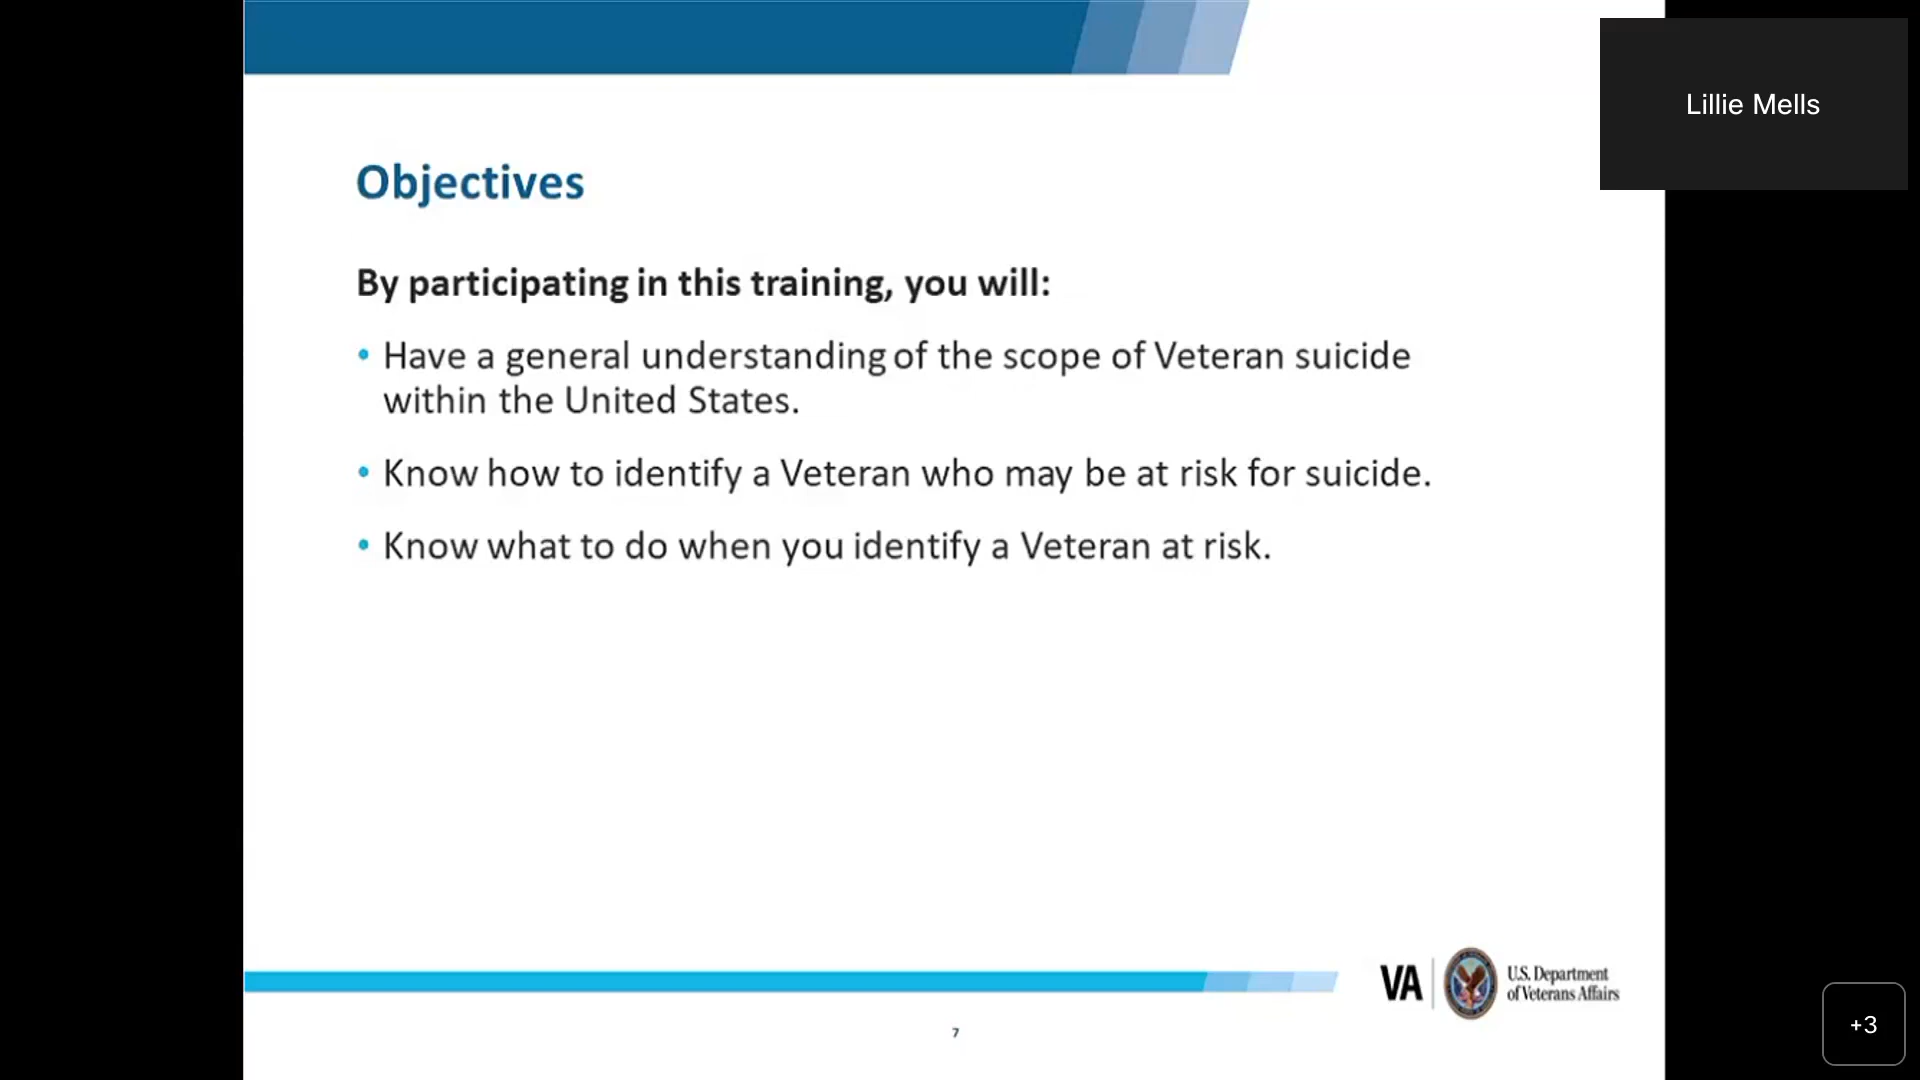 Lillie Mells
Objectives
By participating in this training, you will:
• Have a general understanding of the scope of Veteran suicide
within the United States.
• Know how to identify a Veteran who may be at risk for suicide.
• Know what to do when you identify a Veteran at risk.
VA
U.S. Department
of Veterans Affairs
7
+3